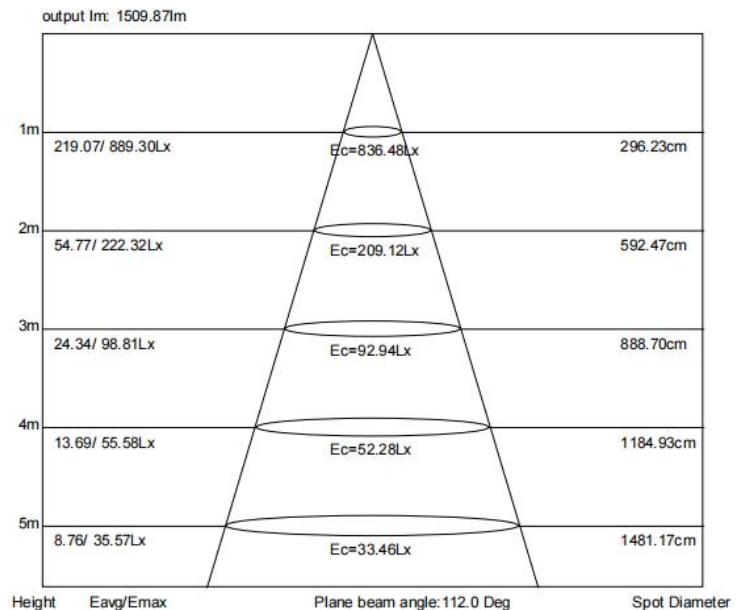 output lm: 1509.87lm
1m
219.07/ 889.30Lx
Ec=836.48Lx
296.23cm
2m
54.77/ 222.32Lx
Ec=209.12Lx
592.47cm
3m
24.34/ 98.81Lx
Ec=92.94Lx
888.70cm
4m
13.69/ 55.58Lx
Ec=52.28Lx
1184.93cm
5m
8.76/ 35.57Lx
Ec=33.46Lx
1481.17cm
Height Eavg/Emax Plane beam angle:112.0 Deg Spot Diameter